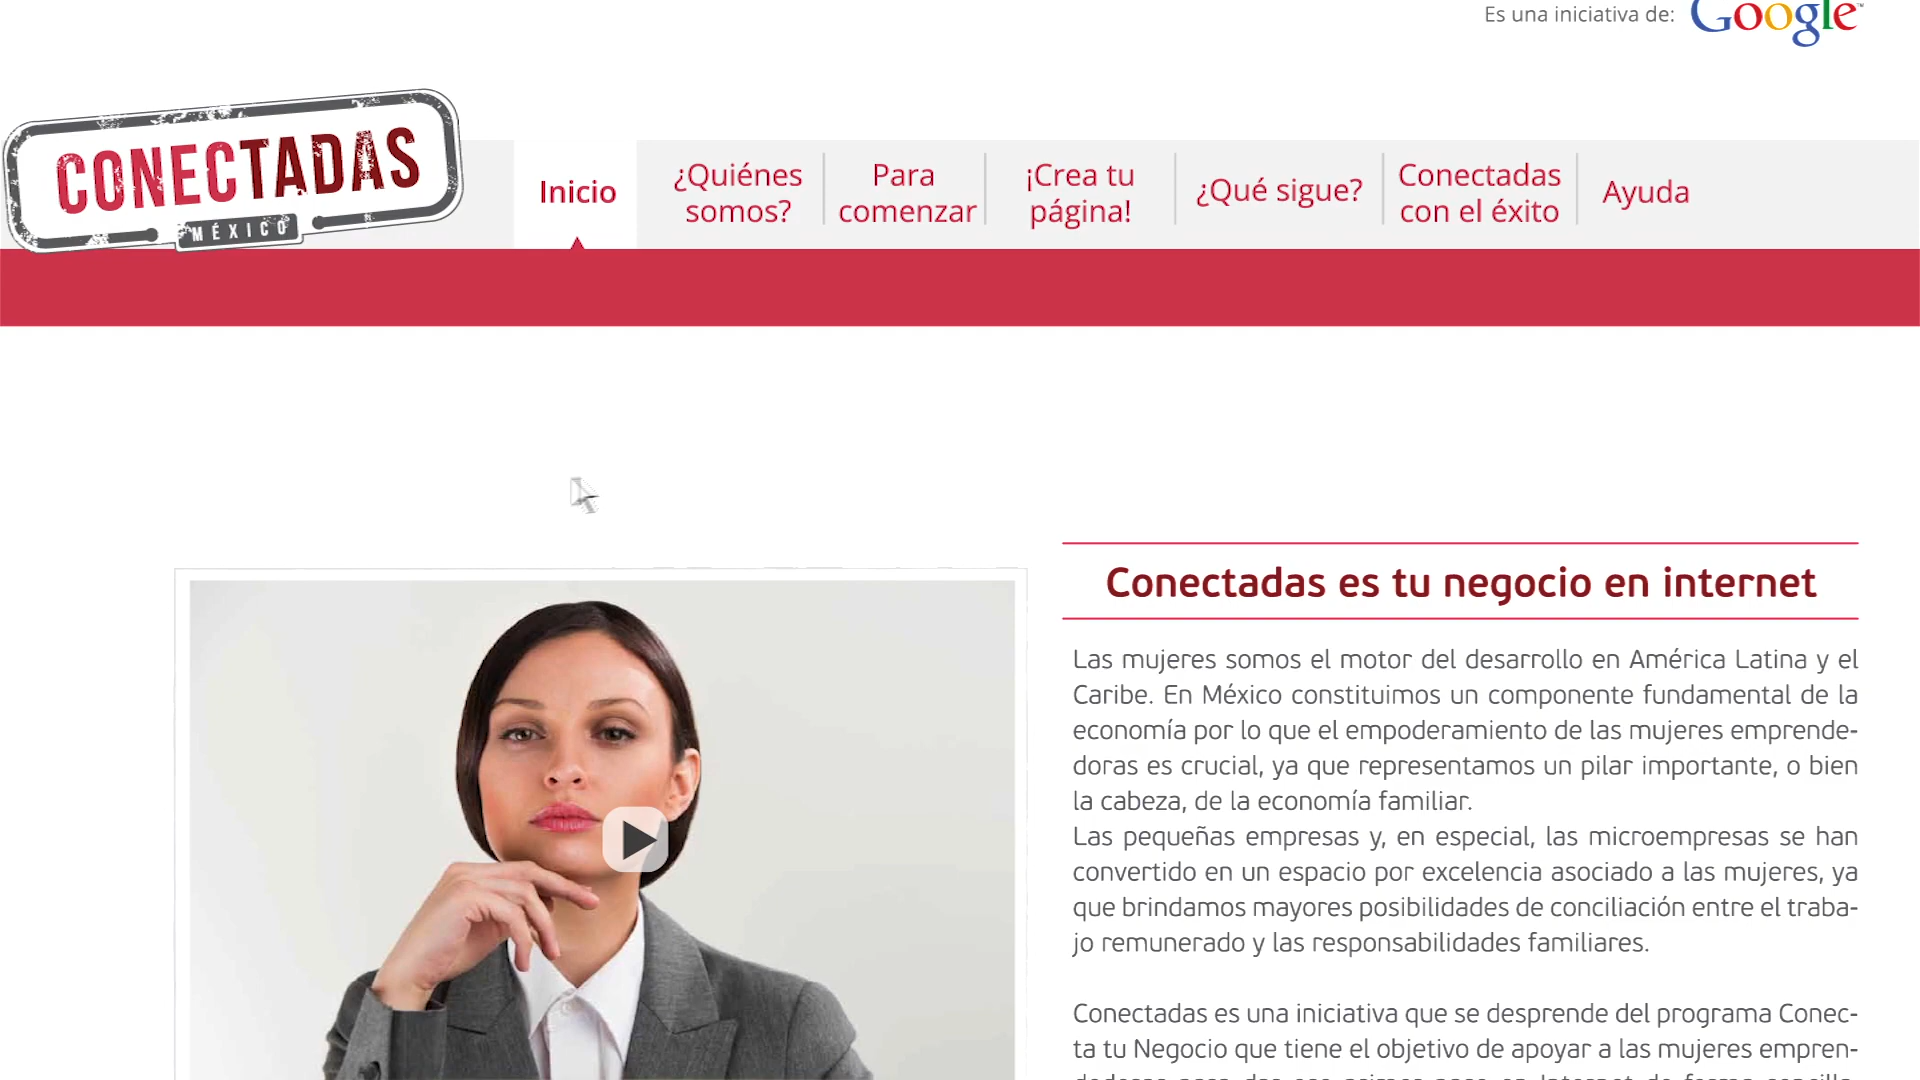 Es una iniciativa de: Google
CONECTADAS
MÉXICO
Inicio
¿Quiénes
somos?
Para
comenzar
¡Crea tu
página!
¿Qué sigue?
Conectadas
con el éxito
Ayuda
Conectadas es tu negocio en internet
Las mujeres somos el motor del desarrollo en América Latina y el
Caribe. En México constituimos un componente fundamental de la
economía por lo que el empoderamiento de las mujeres emprende-
doras es crucial, ya que representamos un pilar importante, o bien
la cabeza, de la economía familiar.
Las pequeñas empresas y, en especial, las microempresas se han
convertido en un espacio por excelencia asociado a las mujeres, ya
que brindamos mayores posibilidades de conciliación entre el traba-
jo remunerado y las responsabilidades familiares.
Conectadas es una iniciativa que se desprende del programa Conec-
ta tu Negocio que tiene el objetivo de apoyar a las mujeres empren-